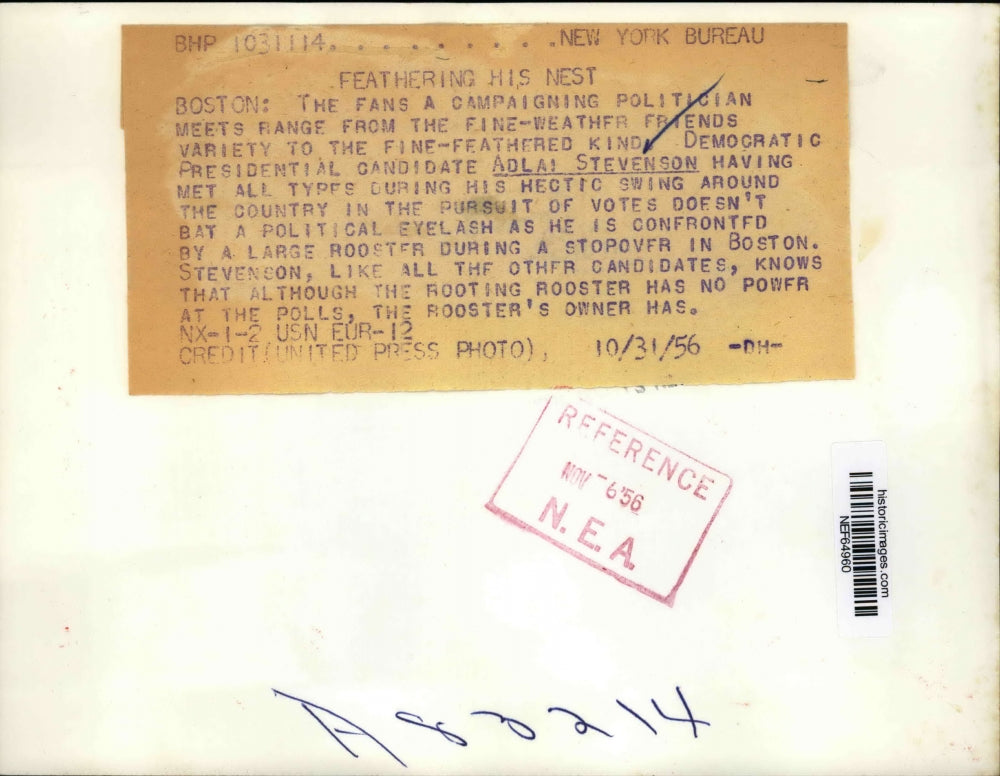 BHP 1031114. . . . . . . . . .NEW YORK BUREAU
FEATHERING HIS NEST
BOSTON: THE FANS A CAMPAIGNING POLITICIAN
MEETS RANGE FROM THE FINE-WEATHER FRIENDS
VARIETY TO THE FINE-FEATHERED KIND. DEMOCRATIC
PRESIDENTIAL CANDIDATE ADLAI STEVENSON HAVING
MET ALL TYPES DURING HIS HECTIC SWING AROUND
THE COUNTRY IN THE PURSUIT OF VOTES DOESN'T
BAT A POLITICAL EYELASH AS HE IS CONFRONTED
BY A LARGE ROOSTER DURING A STOPOVER IN BOSTON.
STEVENSON, LIKE ALL THE OTHER CANDIDATES, KNOWS
THAT ALTHOUGH THE ROOTING ROOSTER HAS NO POWER
AT THE POLLS, THE ROOSTER'S OWNER HAS.
NX-1-2 USN EUR-12
CREDIT(UNITED PRESS PHOTO), 10/31/56 -DH-
REFERENCE
NOV -6'56
N.E.A.
historicimages.com
NEF64960